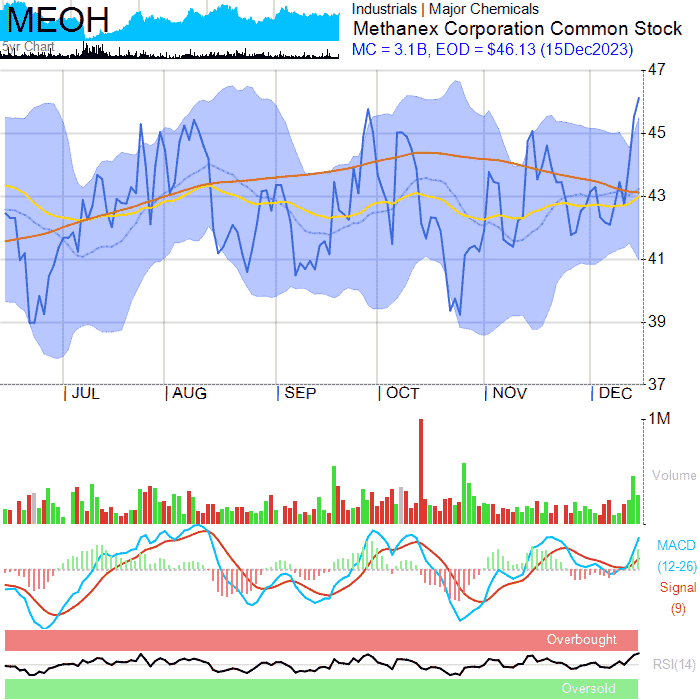 MEOH
Industrials | Major Chemicals
Methanex Corporation Common Stock
5yr Chart
MC = 3.1B, EOD = $46.13 (15Dec2023)
47
45
43
41
39
37
JUL AUG SEP OCT NOV DEC
1M
Volume
MACD
(12-26)
Signal
(9)
Overbought
RSI(14)
Oversold